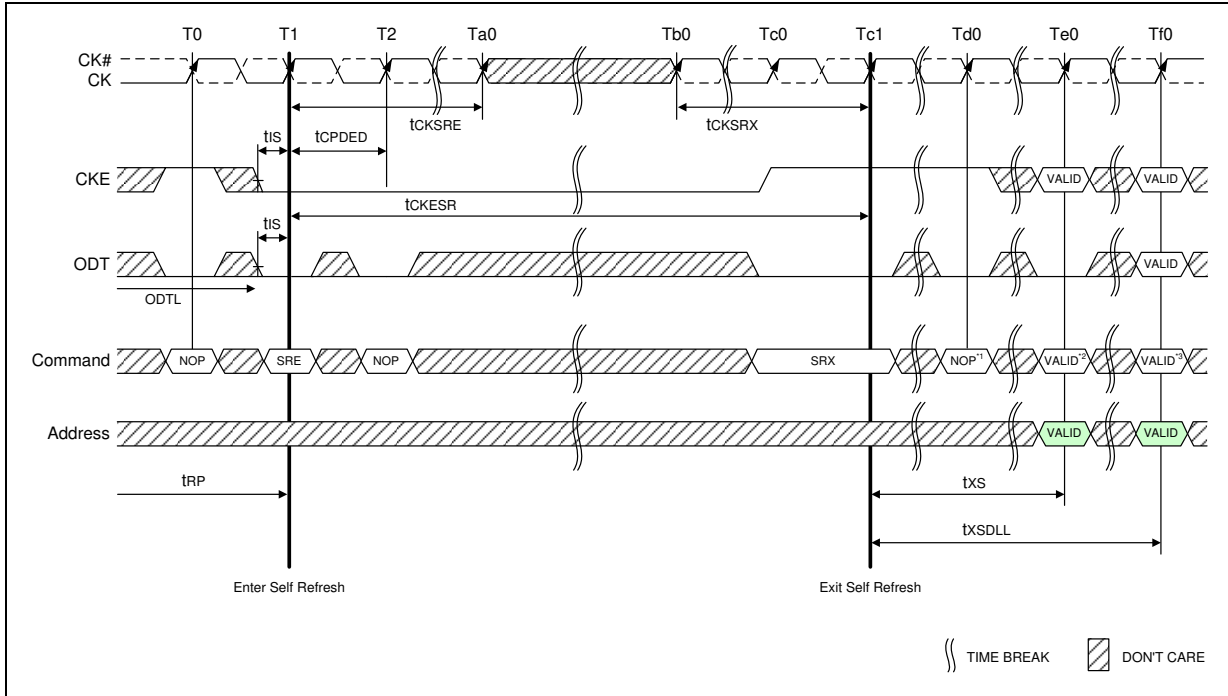 T0 T1 T2 Ta0 Tb0 Tc0 Tc1 Td0 Te0 Tf0
CK#
CK
tCKSRE tCKSRX
tIS tCPDED
CKE VALID VALID
tCKESR
tIS
ODT VALID
ODTL
Command NOP SRE NOP SRX NOP*1 VALID*2 VALID*3
Address VALID VALID
tRP tXS
tXSDLL
Enter Self Refresh Exit Self Refresh
TIME BREAK DON'T CARE